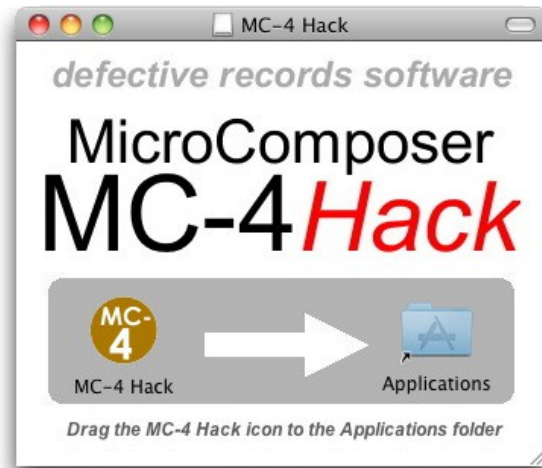 MC-4 Hack
defective records software
MicroComposer
MC-4 Hack
MC-
4
MC-4 Hack
Applications
Drag the MC-4 Hack icon to the Applications folder